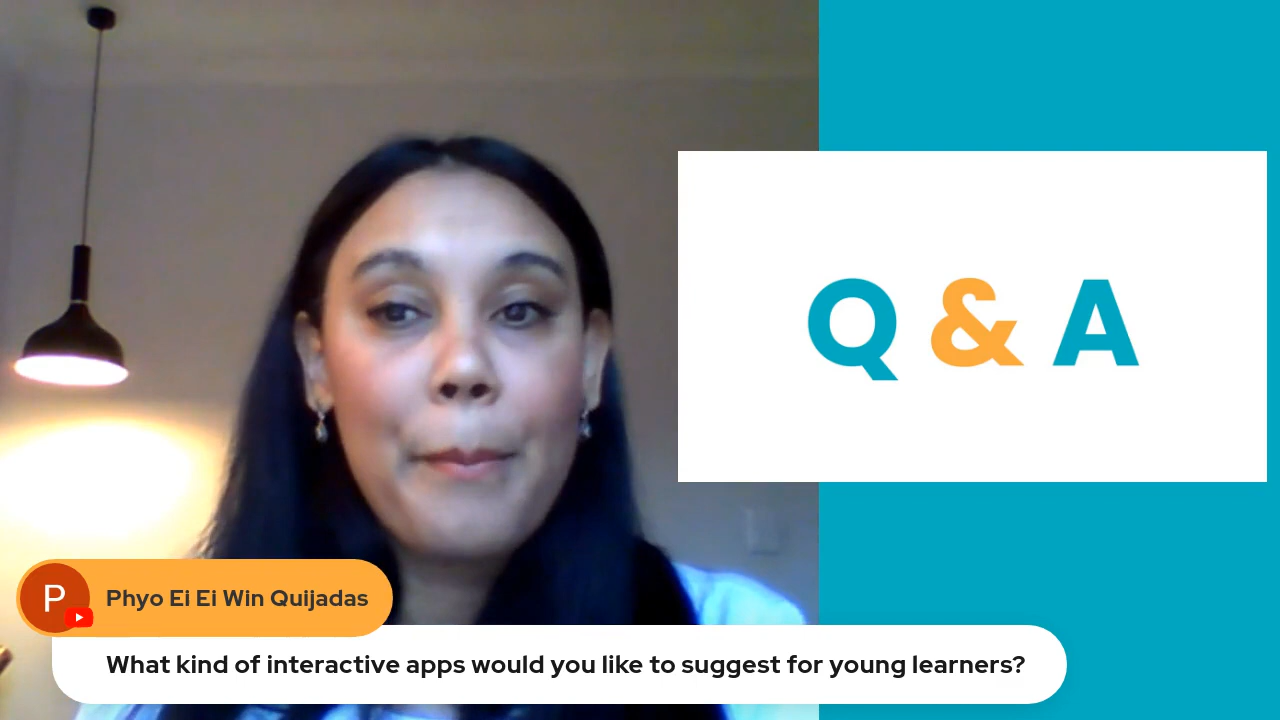 Q & A
P
Phyo Ei Ei Win Quijadas
What kind of interactive apps would you like to suggest for young learners?